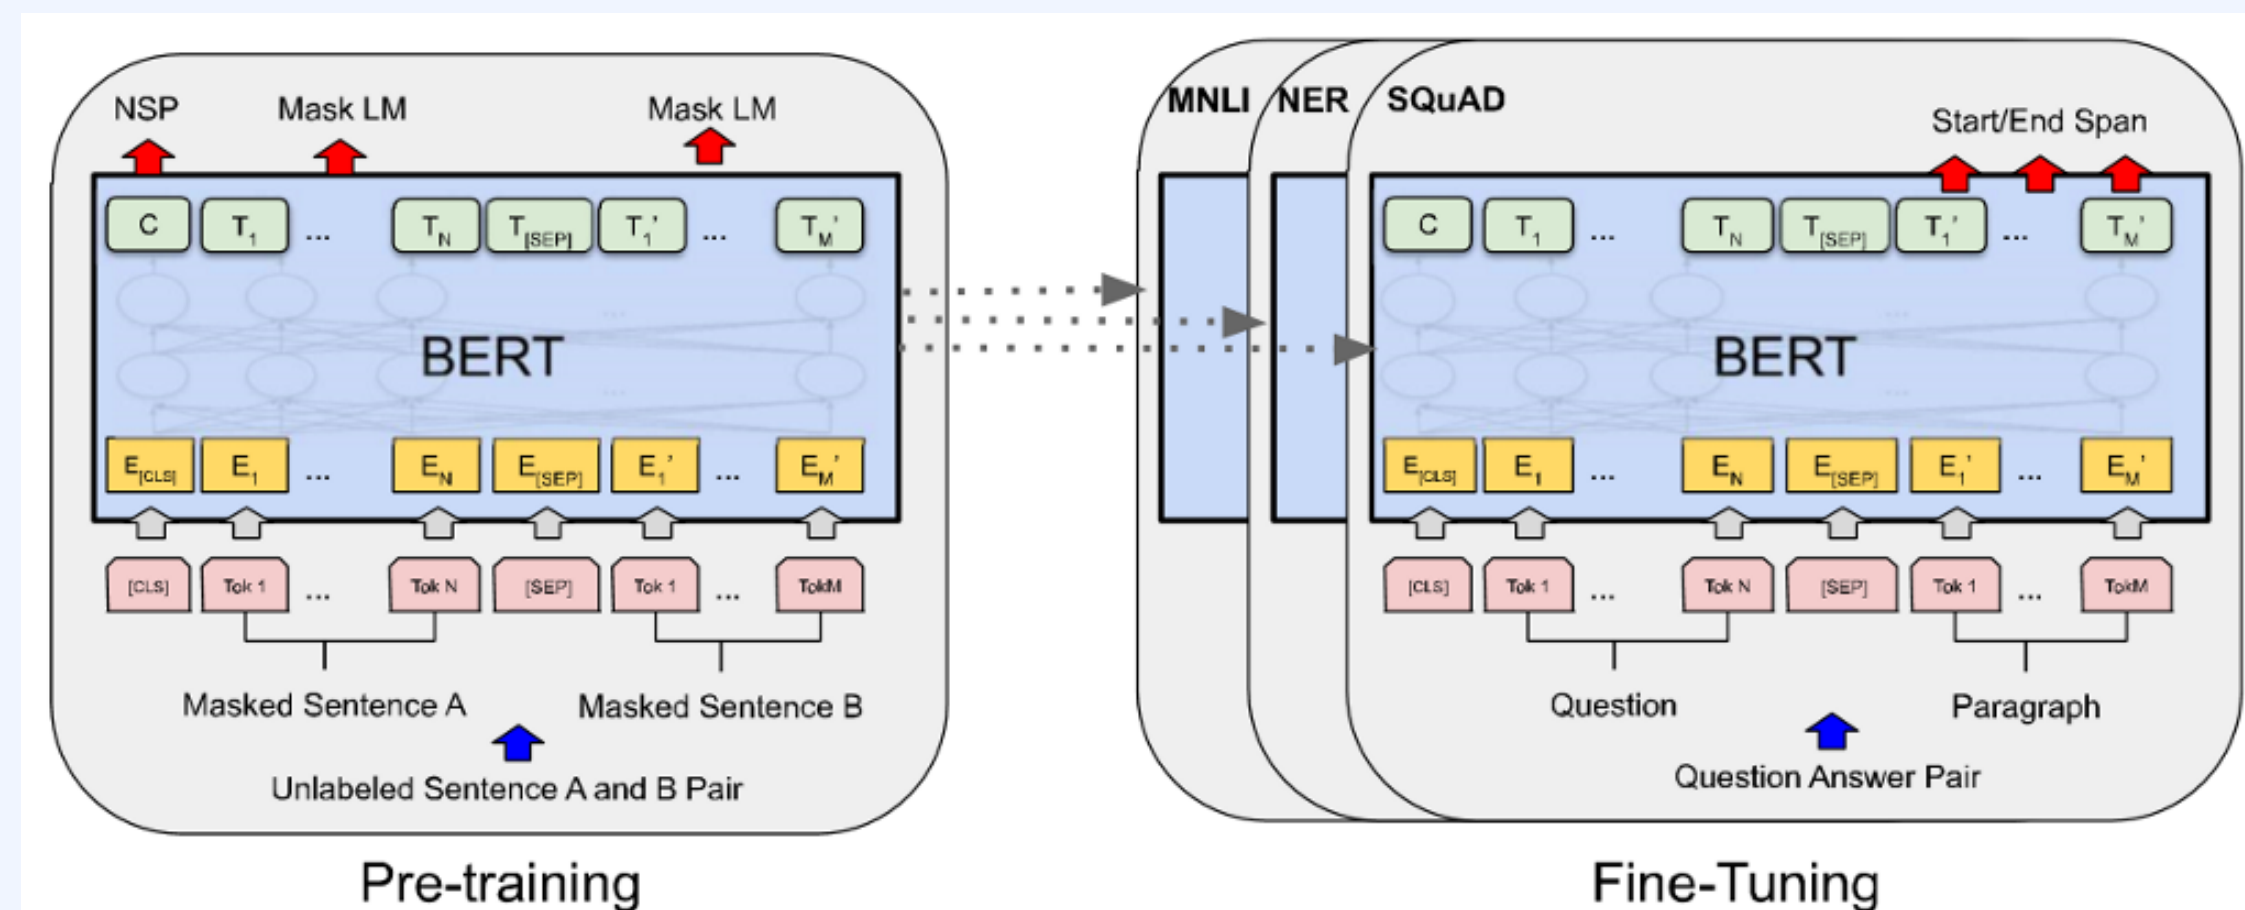 NSP Mask LM Mask LM
C T1 ... TN T[SEP] T1' ... TM'
BERT
E[CLS] E1 ... EN E[SEP] E1' ... EM'
[CLS] Tok 1 ... Tok N [SEP] Tok 1 ... TokM
Masked Sentence A Masked Sentence B
Unlabeled Sentence A and B Pair
Pre-training
MNLI NER SQuAD
Start/End Span
C T1 ... TN T[SEP] T1' ... TM'
BERT
E[CLS] E1 ... EN E[SEP] E1' ... EM'
[CLS] Tok 1 ... Tok N [SEP] Tok 1 ... TokM
Question Paragraph
Question Answer Pair
Fine-Tuning